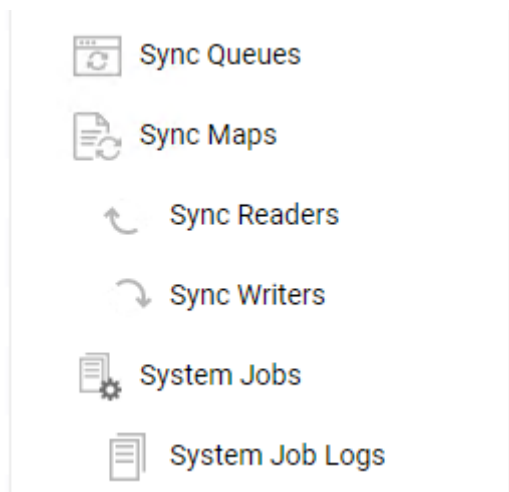 Sync Queues
Sync Maps
Sync Readers
Sync Writers
System Jobs
System Job Logs